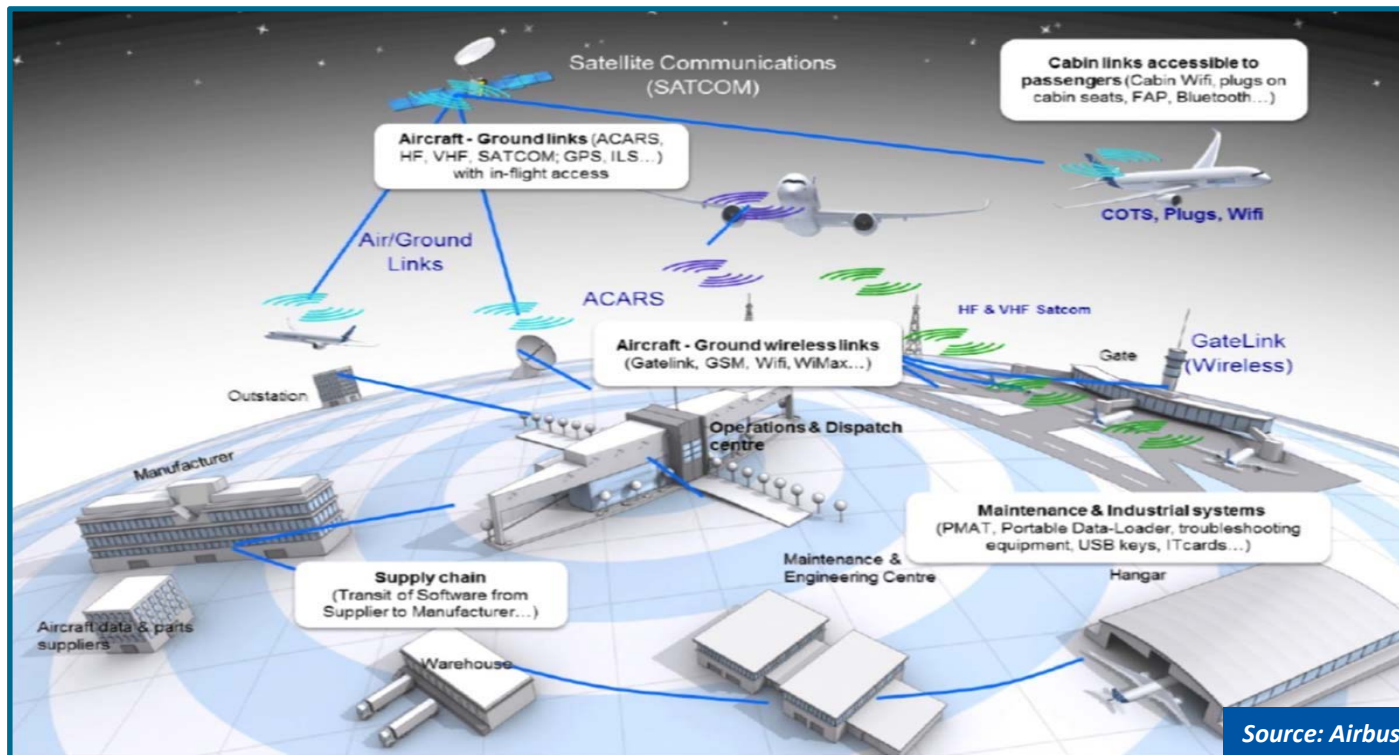 Satellite Communications
(SATCOM)
Cabin links accessible to
passengers (Cabin Wifi, plugs on
cabin seats, FAP, Bluetooth...)
Aircraft - Ground links (ACARS,
HF, VHF, SATCOM; GPS, ILS...)
with in-flight access
COTS, Plugs, Wifi
Air/Ground
Links
ACARS
HF & VHF Satcom
Aircraft - Ground wireless links
(Gatelink, GSM, Wifi, WiMax...)
Gate
GateLink
(Wireless)
Outstation
Operations & Dispatch
centre
Manufacturer
Maintenance & Industrial systems
(PMAT, Portable Data-Loader, troubleshooting
equipment, USB keys, ITcards...)
Maintenance &
Engineering Centre
Hangar
Supply chain
(Transit of Software from
Supplier to Manufacturer...)
Aircraft data & parts
suppliers
Warehouse
Source: Airbus